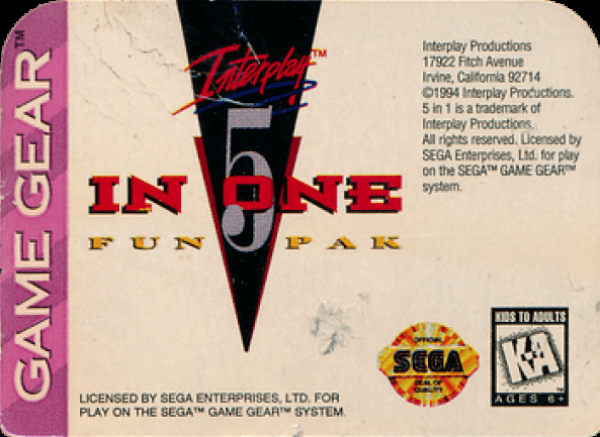 GAME GEAR™
Interplay™
5
IN ONE
FUN PAK
Interplay Productions
17922 Fitch Avenue
Irvine, California 92714
©1994 Interplay Productions.
5 in 1 is a trademark of
Interplay Productions.
All rights reserved. Licensed by
SEGA Enterprises, Ltd. for play
on the SEGA™ GAME GEAR™
system.
LICENSED BY SEGA ENTERPRISES, LTD. FOR
PLAY ON THE SEGA™ GAME GEAR™ SYSTEM.
OFFICIAL
SEGA
SEAL OF
QUALITY
KIDS TO ADULTS
K-A
AGES 6+